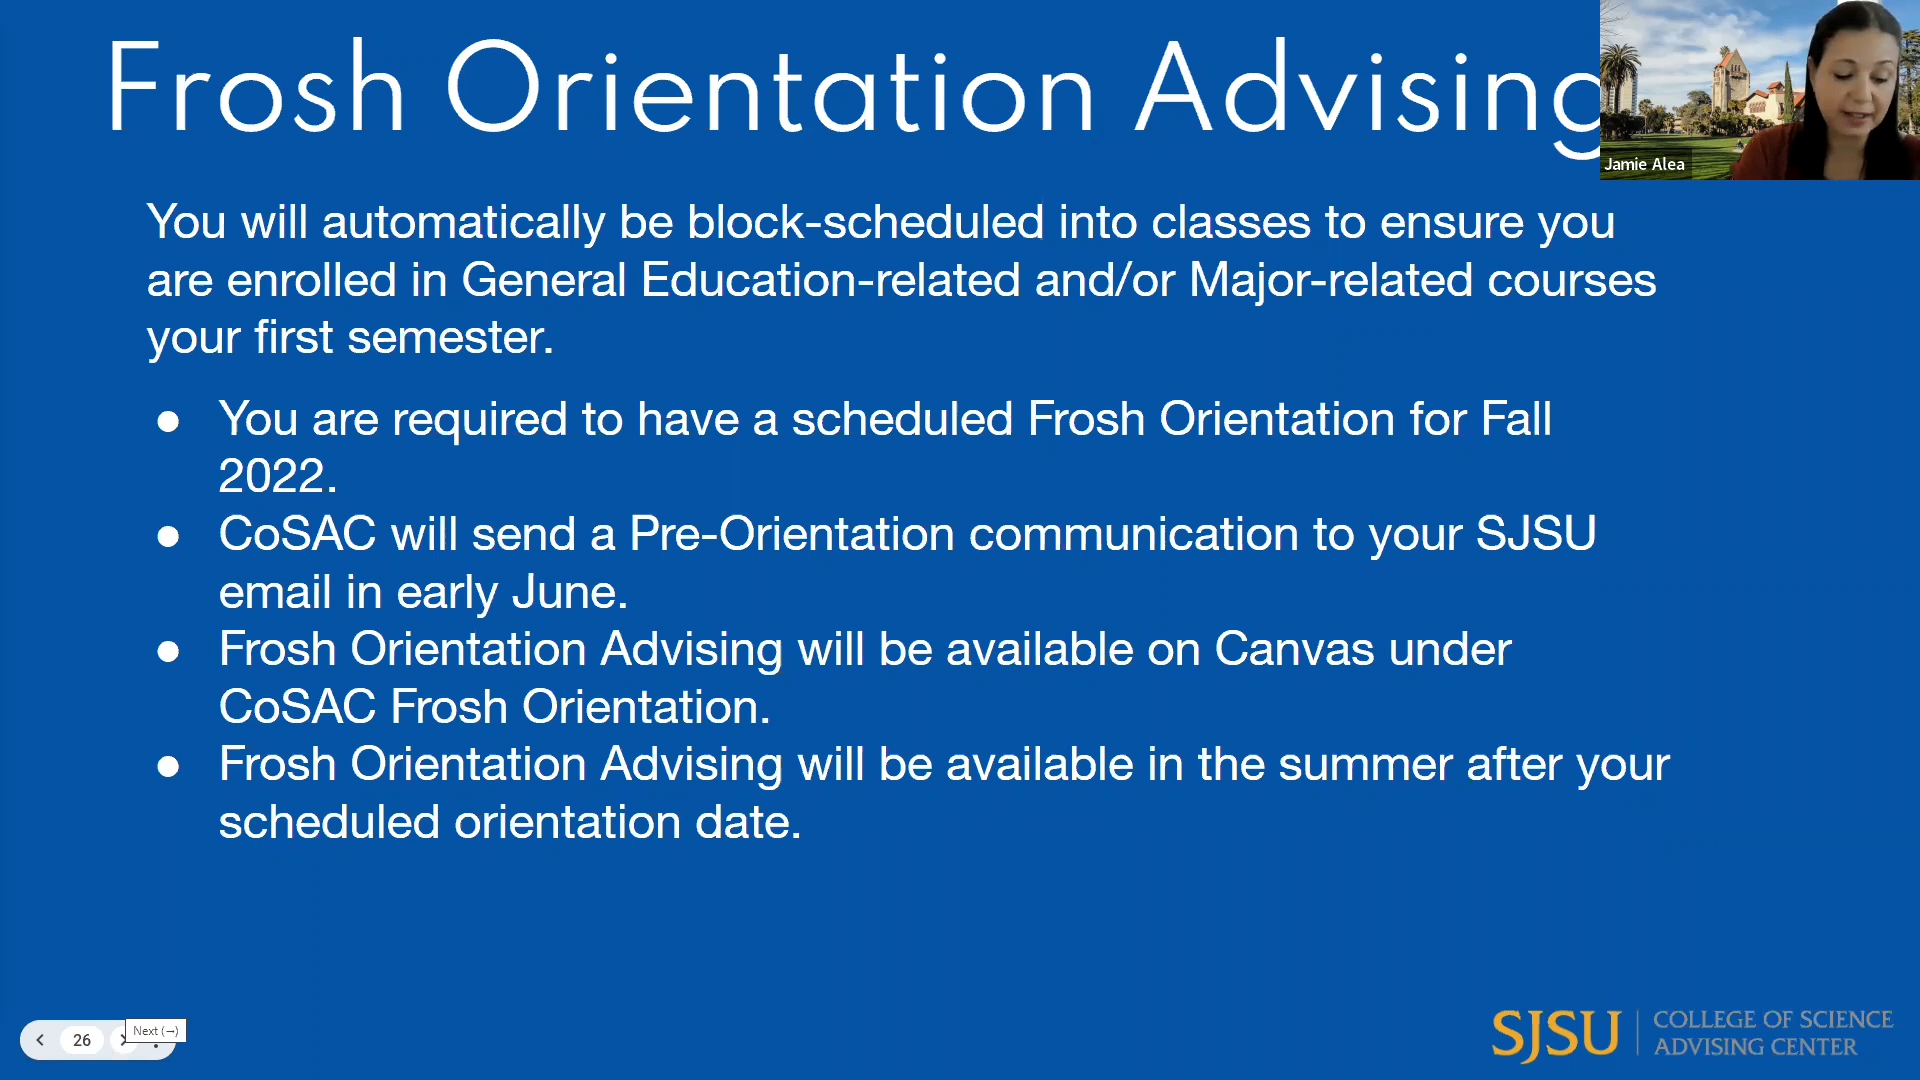 Frosh Orientation Advising
Jamie Alea
You will automatically be block-scheduled into classes to ensure you
are enrolled in General Education-related and/or Major-related courses
your first semester.
● You are required to have a scheduled Frosh Orientation for Fall
2022.
● CoSAC will send a Pre-Orientation communication to your SJSU
email in early June.
● Frosh Orientation Advising will be available on Canvas under
CoSAC Frosh Orientation.
● Frosh Orientation Advising will be available in the summer after your
scheduled orientation date.
Next (→)
26
SJSU
COLLEGE OF SCIENCE
ADVISING CENTER